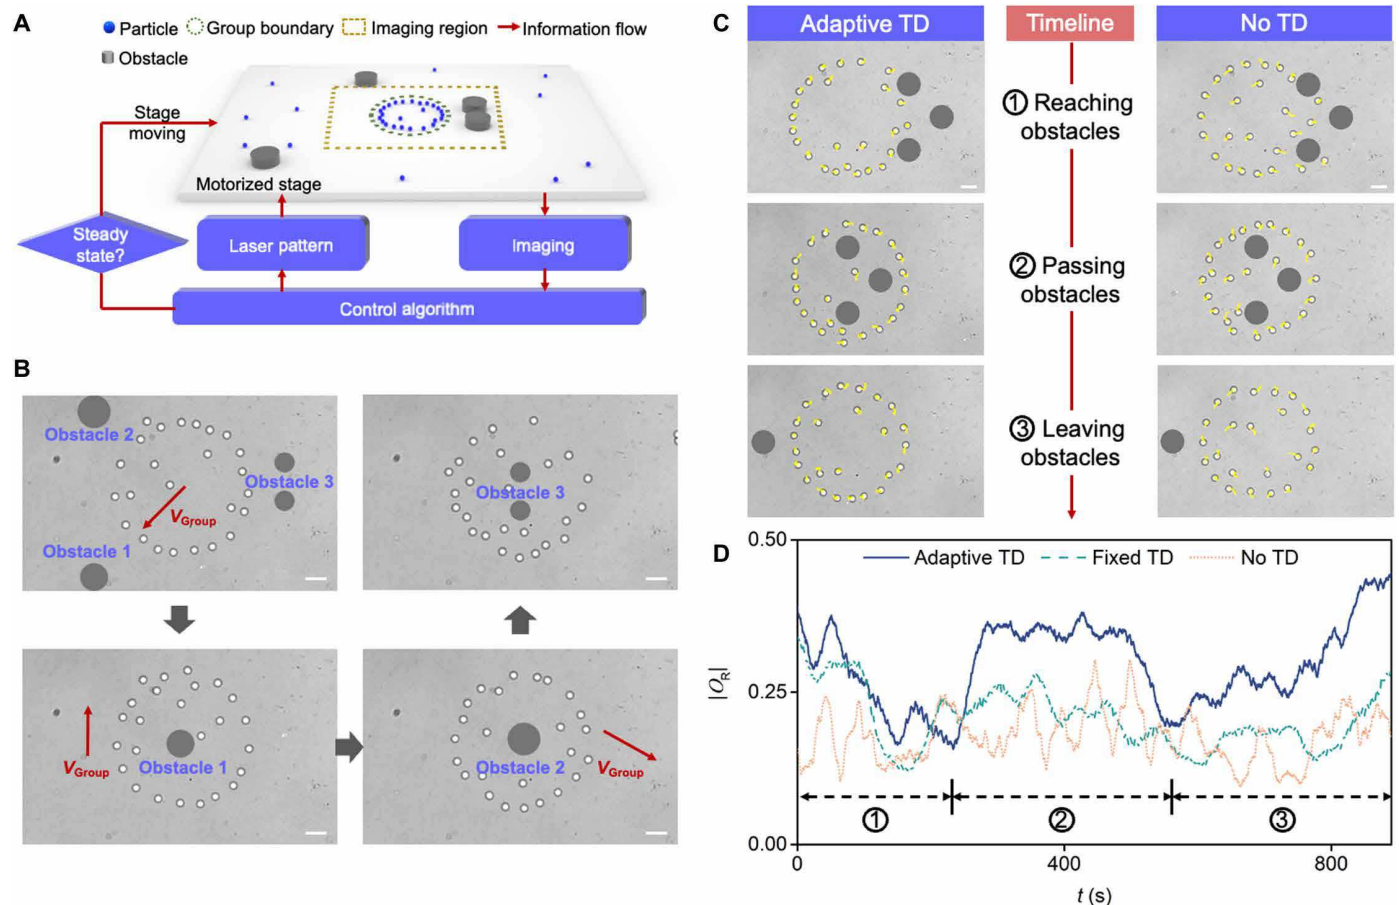 A
Particle
Group boundary
Imaging region
Information flow
Obstacle
Stage
moving
Motorized stage
Steady
state?
Laser pattern
Imaging
Control algorithm
B
Obstacle 2
Obstacle 3
VGroup
Obstacle 1
Obstacle 3
VGroup
Obstacle 1
Obstacle 2
VGroup
C
Adaptive TD
Timeline
No TD
① Reaching
obstacles
② Passing
obstacles
③ Leaving
obstacles
D
0.50
Adaptive TD
Fixed TD
No TD
0.25
|OR|
①
②
③
0.00
0
400
800
t (s)